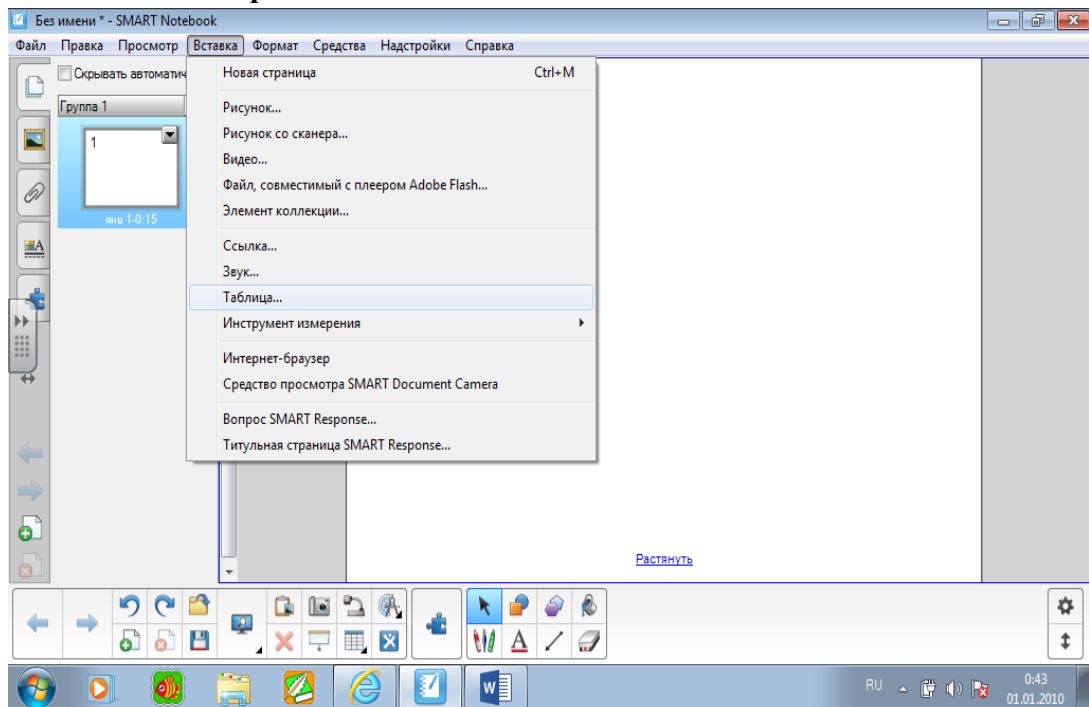 Без имени * - SMART Notebook
Файл Правка Просмотр Вставка Формат Средства Надстройки Справка
Скрывать автоматич
Группа 1
1
янв 1-0:15
Новая страница Ctrl+M
Рисунок...
Рисунок со сканера...
Видео...
Файл, совместимый с плеером Adobe Flash...
Элемент коллекции...
Ссылка...
Звук...
Таблица...
Инструмент измерения
Интернет-браузер
Средство просмотра SMART Document Camera
Вопрос SMART Response...
Титульная страница SMART Response...
Растянуть
RU
0:43
01.01.2010